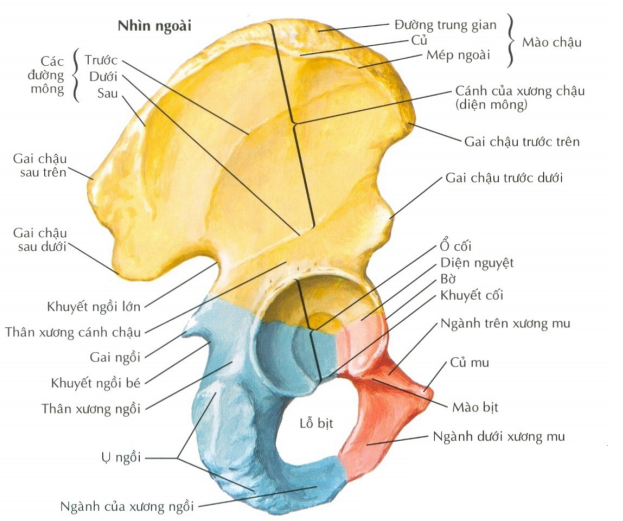 Nhìn ngoài
Các
đường
mông
Trước
Dưới
Sau
Gai chậu
sau trên
Gai chậu
sau dưới
Khuyết ngồi lớn
Thân xương cánh chậu
Gai ngồi
Khuyết ngồi bé
Thân xương ngồi
Ụ ngồi
Ngành của xương ngồi
Đường trung gian
Củ
Mép ngoài
Mào chậu
Cánh của xương chậu
(diện mông)
Gai chậu trước trên
Gai chậu trước dưới
Ổ cối
Diện nguyệt
Bờ
Khuyết cối
Ngành trên xương mu
Củ mu
Mào bịt
Ngành dưới xương mu
Lỗ bịt